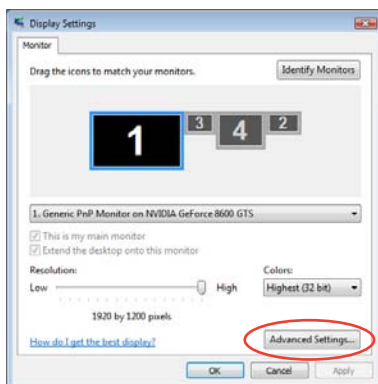 Display Settings
Monitor
Drag the icons to match your monitors.
Identify Monitors
1
3
4
2
1. Generic PnP Monitor on NVIDIA GeForce 8600 GTS
This is my main monitor
Extend the desktop onto this monitor
Resolution:
Colors:
Low
High
Highest (32 bit)
1920 by 1200 pixels
How do I get the best display?
Advanced Settings...
OK
Cancel
Apply